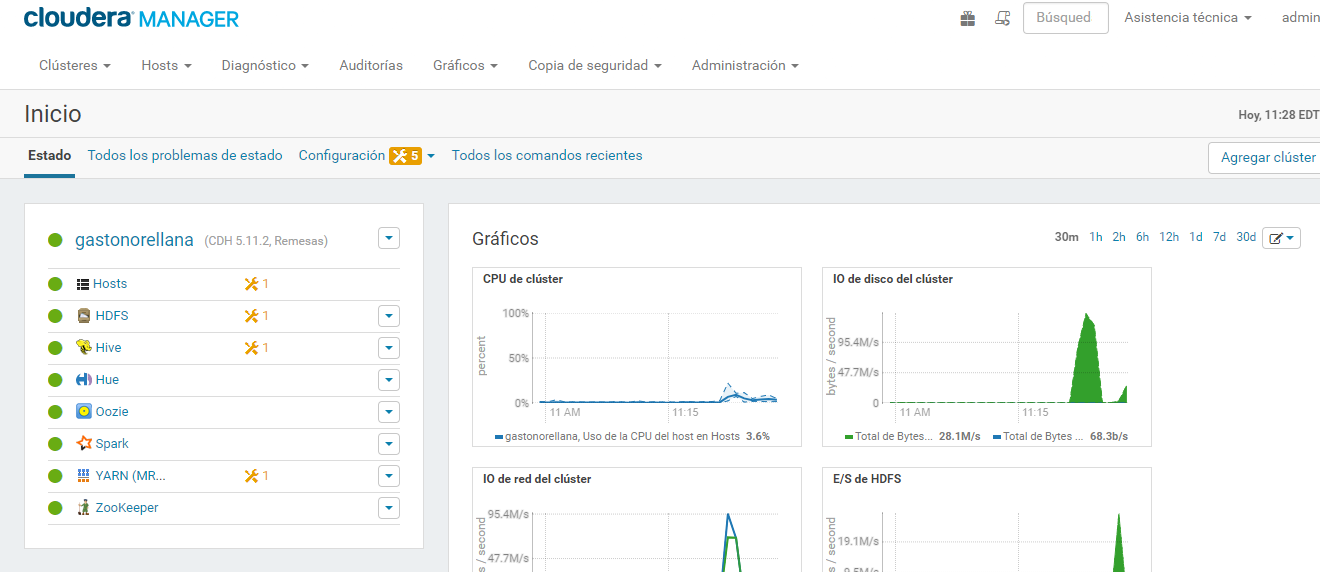 cloudera MANAGER
Búsqued
Asistencia técnica
admin
Clústeres
Hosts
Diagnóstico
Auditorías
Gráficos
Copia de seguridad
Administración
Inicio
Hoy, 11:28 EDT
Estado
Todos los problemas de estado
Configuración 5
Todos los comandos recientes
Agregar clúster
gastonorellana (CDH 5.11.2, Remesas)
Hosts 1
HDFS 1
Hive 1
Hue
Oozie
Spark
YARN (MR... 1
ZooKeeper
Gráficos
30m 1h 2h 6h 12h 1d 7d 30d
CPU de clúster
percent
100%
50%
0%
11 AM 11:15
gastonorellana, Uso de la CPU del host en Hosts 3.6%
IO de disco del clúster
bytes / second
95.4M/s
47.7M/s
0
11 AM 11:15
Total de Bytes... 28.1M/s Total de Bytes ... 68.3b/s
IO de red del clúster
s / second
95.4M/s
47.7M/s
E/S de HDFS
s / second
19.1M/s
9.5M/s